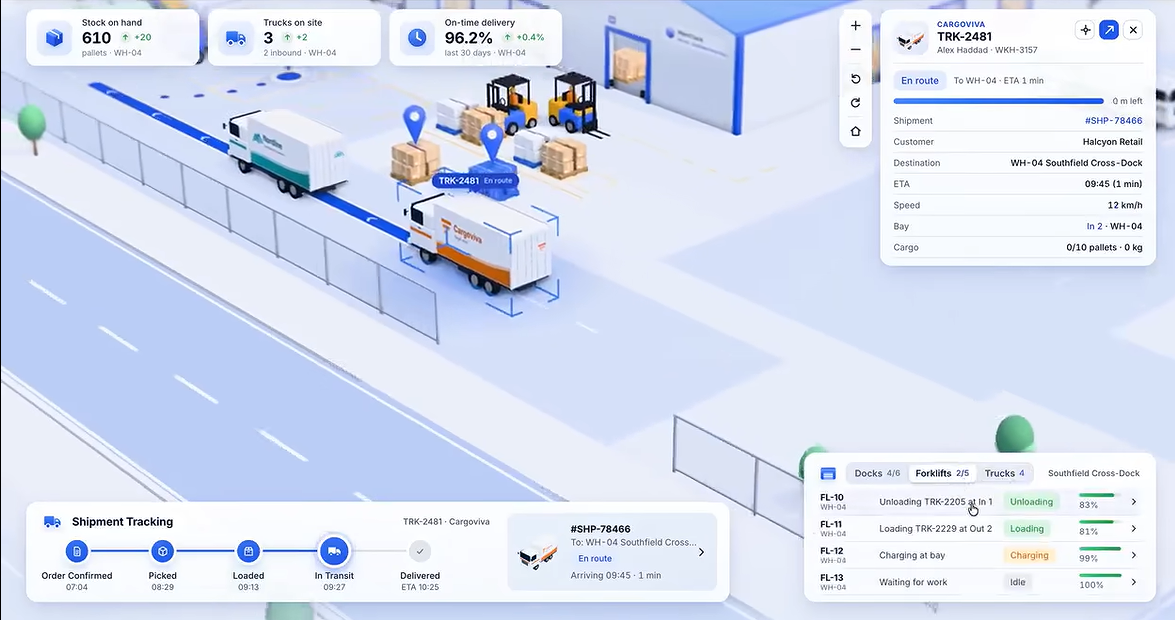 Stock on hand
610 +20
pallets · WH-04
Trucks on site
3 +2
2 inbound · WH-04
On-time delivery
96.2% +0.4%
last 30 days · WH-04
CARGOVIVA
TRK-2481
Alex Haddad · WKH-3157
En route To WH-04 · ETA 1 min
0 m left
Shipment #SHP-78466
Customer Halcyon Retail
Destination WH-04 Southfield Cross-Dock
ETA 09:45 (1 min)
Speed 12 km/h
Bay In 2 · WH-04
Cargo 0/10 pallets · 0 kg
TRK-2481 En route
Cargoviva
Shipment Tracking
TRK-2481 · Cargoviva
Order Confirmed
07:04
Picked
08:29
Loaded
09:13
In Transit
09:27
Delivered
ETA 10:25
#SHP-78466
To: WH-04 Southfield Cross...
En route
Arriving 09:45 · 1 min
Docks 4/6 Forklifts 2/5 Trucks 4 Southfield Cross-Dock
FL-10 Unloading TRK-2205 at In 1 Unloading 83%
WH-04
FL-11 Loading TRK-2229 at Out 2 Loading 81%
WH-04
FL-12 Charging at bay Charging 99%
WH-04
FL-13 Waiting for work Idle 100%
WH-04